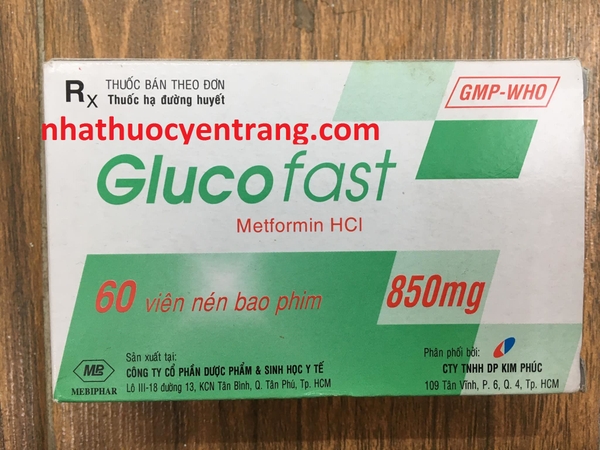 Rx THUỐC BÁN THEO ĐƠN
Thuốc hạ đường huyết
GMP-WHO
nhathuocyentrang.com
Glucofast
Metformin HCl
60 viên nén bao phim
850mg
MP
MEBIPHAR
Sản xuất tại:
CÔNG TY CỔ PHẦN DƯỢC PHẨM & SINH HỌC Y TẾ
Lô III-18 đường 13, KCN Tân Bình, Q. Tân Phú, Tp. HCM
Phân phối bởi:
CTY TNHH DP KIM PHÚC
109 Tân Vĩnh, P. 6, Q. 4, Tp. HCM